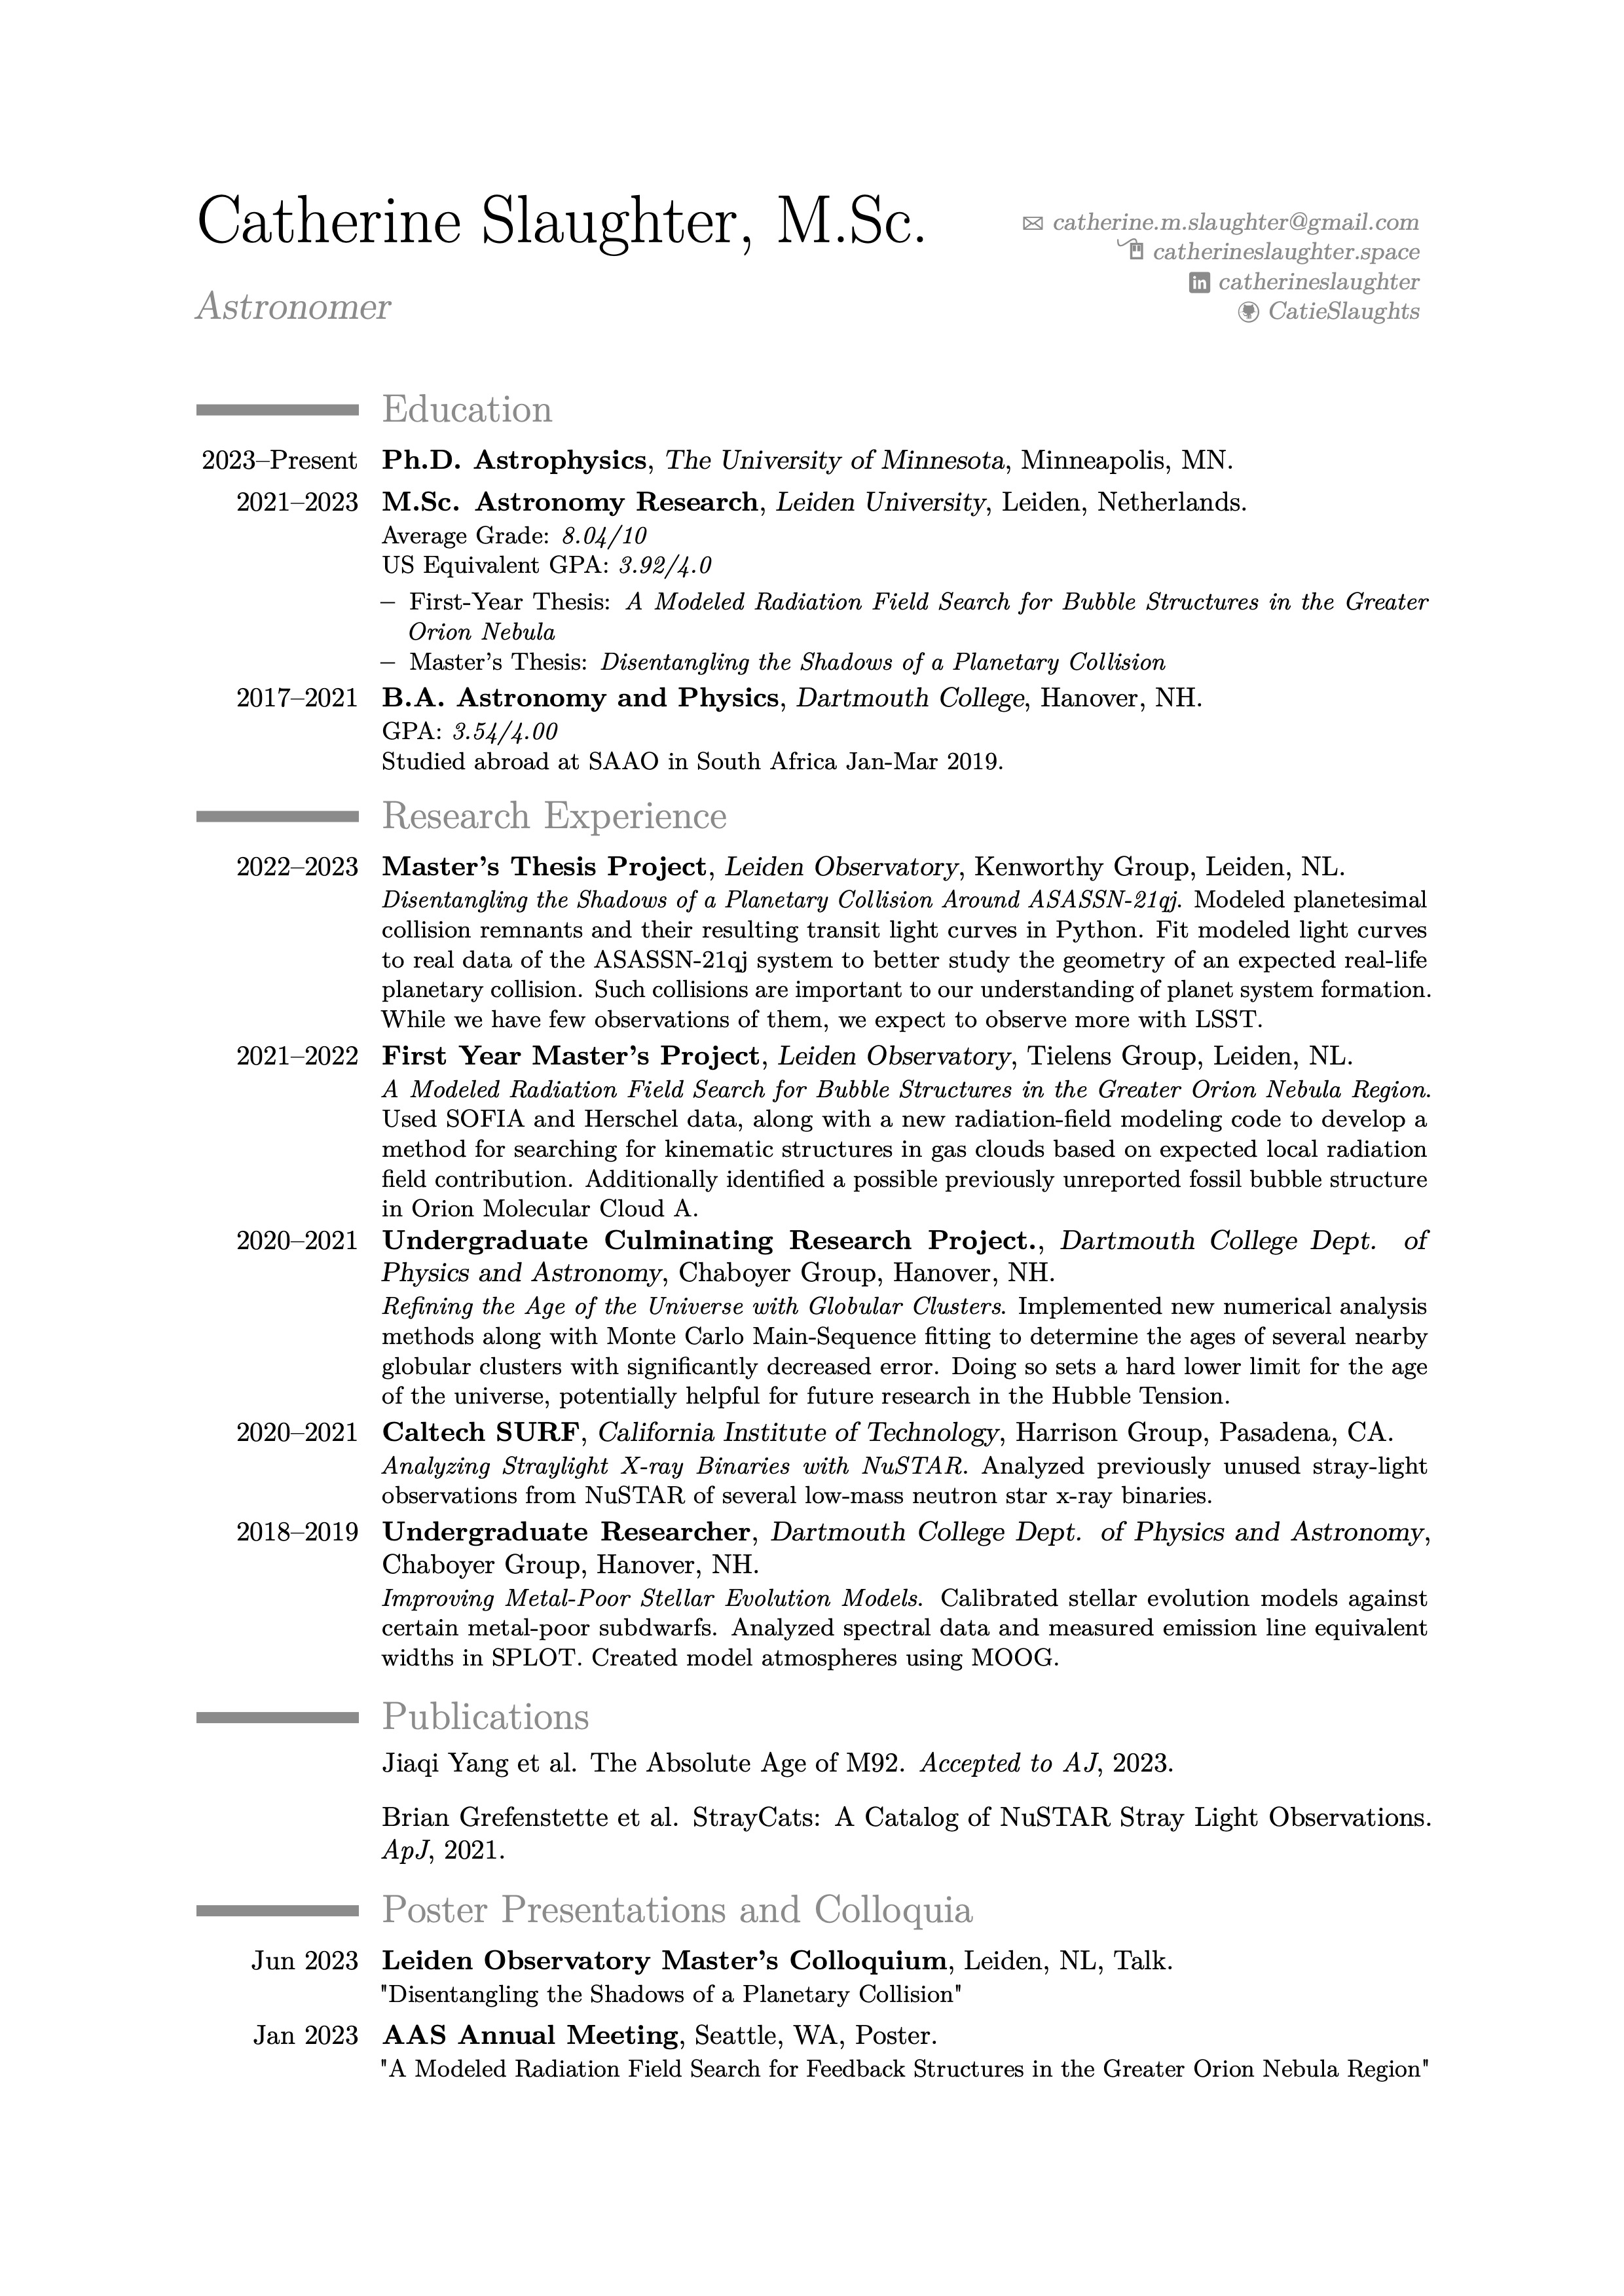 Catherine Slaughter, M.Sc.
Astronomer
catherine.m.slaughter@gmail.com
catherineslaughter.space
catherineslaughter
CatieSlaughts
Education
2023–Present Ph.D. Astrophysics, The University of Minnesota, Minneapolis, MN.
2021–2023 M.Sc. Astronomy Research, Leiden University, Leiden, Netherlands.
Average Grade: 8.04/10
US Equivalent GPA: 3.92/4.0
– First-Year Thesis: A Modeled Radiation Field Search for Bubble Structures in the Greater
Orion Nebula
– Master's Thesis: Disentangling the Shadows of a Planetary Collision
2017–2021 B.A. Astronomy and Physics, Dartmouth College, Hanover, NH.
GPA: 3.54/4.00
Studied abroad at SAAO in South Africa Jan-Mar 2019.
Research Experience
2022–2023 Master's Thesis Project, Leiden Observatory, Kenworthy Group, Leiden, NL.
Disentangling the Shadows of a Planetary Collision Around ASASSN-21qj. Modeled planetesimal
collision remnants and their resulting transit light curves in Python. Fit modeled light curves
to real data of the ASASSN-21qj system to better study the geometry of an expected real-life
planetary collision. Such collisions are important to our understanding of planet system formation.
While we have few observations of them, we expect to observe more with LSST.
2021–2022 First Year Master's Project, Leiden Observatory, Tielens Group, Leiden, NL.
A Modeled Radiation Field Search for Bubble Structures in the Greater Orion Nebula Region.
Used SOFIA and Herschel data, along with a new radiation-field modeling code to develop a
method for searching for kinematic structures in gas clouds based on expected local radiation
field contribution. Additionally identified a possible previously unreported fossil bubble structure
in Orion Molecular Cloud A.
2020–2021 Undergraduate Culminating Research Project., Dartmouth College Dept. of
Physics and Astronomy, Chaboyer Group, Hanover, NH.
Refining the Age of the Universe with Globular Clusters. Implemented new numerical analysis
methods along with Monte Carlo Main-Sequence fitting to determine the ages of several nearby
globular clusters with significantly decreased error. Doing so sets a hard lower limit for the age
of the universe, potentially helpful for future research in the Hubble Tension.
2020–2021 Caltech SURF, California Institute of Technology, Harrison Group, Pasadena, CA.
Analyzing Straylight X-ray Binaries with NuSTAR. Analyzed previously unused stray-light
observations from NuSTAR of several low-mass neutron star x-ray binaries.
2018–2019 Undergraduate Researcher, Dartmouth College Dept. of Physics and Astronomy,
Chaboyer Group, Hanover, NH.
Improving Metal-Poor Stellar Evolution Models. Calibrated stellar evolution models against
certain metal-poor subdwarfs. Analyzed spectral data and measured emission line equivalent
widths in SPLOT. Created model atmospheres using MOOG.
Publications
Jiaqi Yang et al. The Absolute Age of M92. Accepted to AJ, 2023.
Brian Grefenstette et al. StrayCats: A Catalog of NuSTAR Stray Light Observations.
ApJ, 2021.
Poster Presentations and Colloquia
Jun 2023 Leiden Observatory Master's Colloquium, Leiden, NL, Talk.
"Disentangling the Shadows of a Planetary Collision"
Jan 2023 AAS Annual Meeting, Seattle, WA, Poster.
"A Modeled Radiation Field Search for Feedback Structures in the Greater Orion Nebula Region"